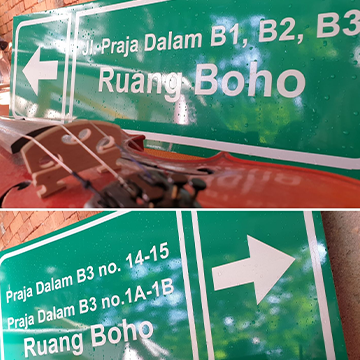 Jl. Praja Dalam B1, B2, B3
Ruang Boho
Praja Dalam B3 no. 14-15
Praja Dalam B3 no.1A-1B
Ruang Boho